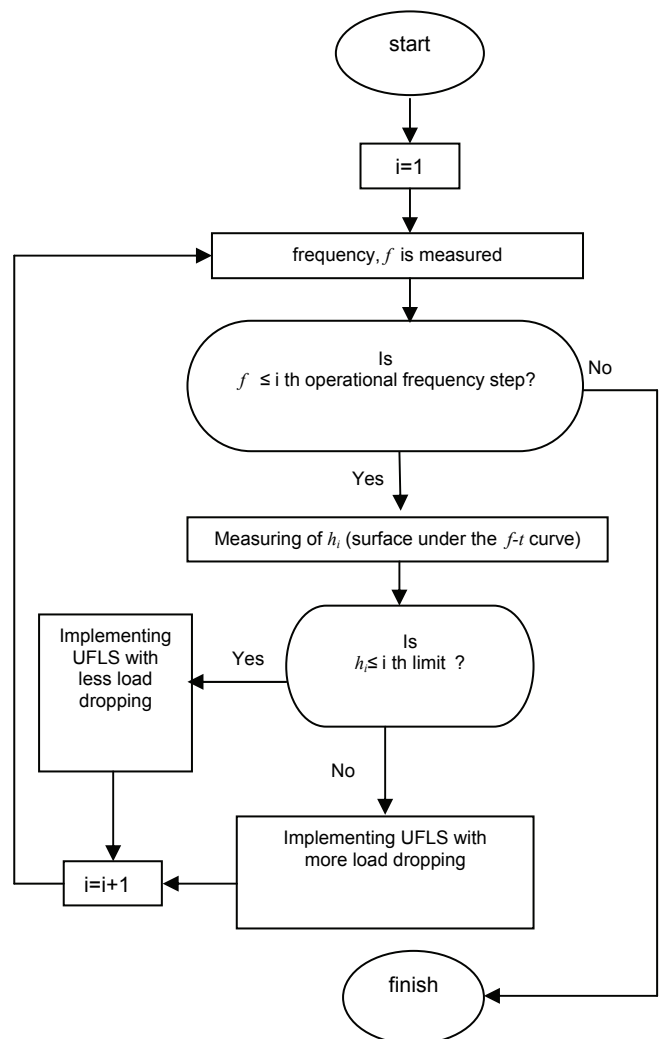 start
i=1
frequency, f is measured
Is
f ≤ i th operational frequency step?
No
Yes
Measuring of hi (surface under the f-t curve)
Is
hi≤ i th limit ?
Yes
Implementing
UFLS with
less load
dropping
No
Implementing UFLS with
more load dropping
i=i+1
finish